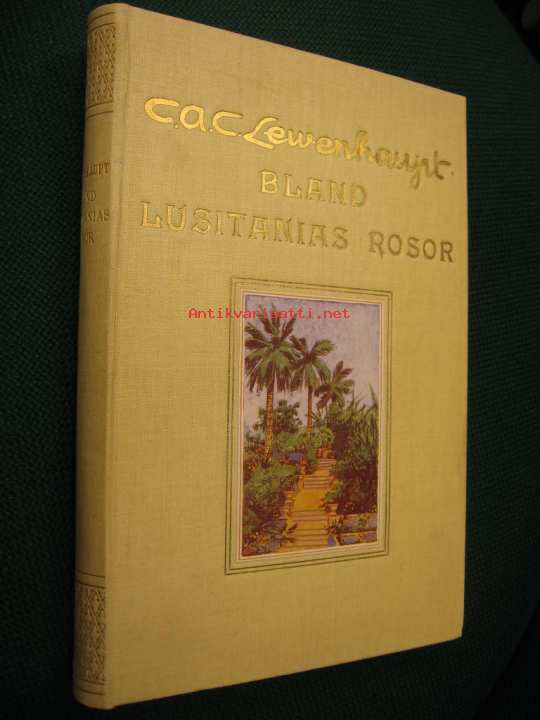 C.A.C. Lewenhaupt.
BLAND
LUSITANIAS ROSOR
Antikvariaatti.net